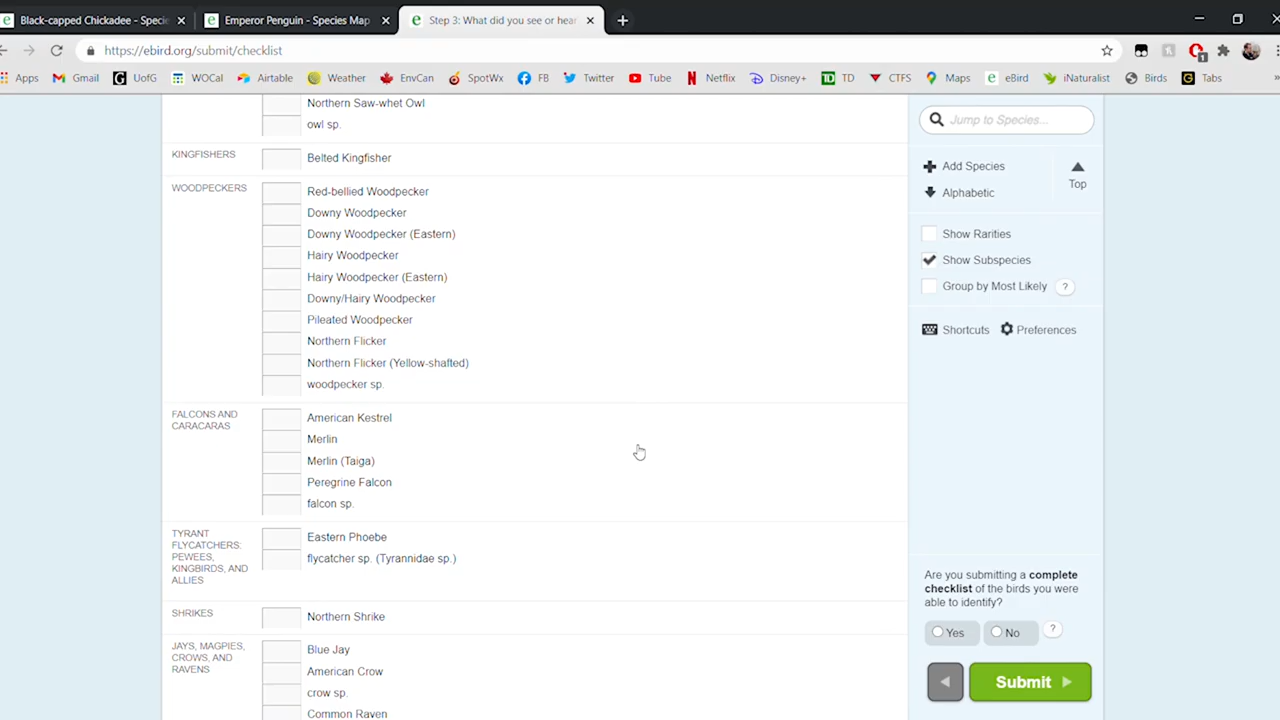 Black-capped Chickadee - Specie
Emperor Penguin - Species Map
Step 3: What did you see or hear
https://ebird.org/submit/checklist
Apps Gmail UofG WOCal Airtable Weather EnvCan SpotWx FB Twitter Tube Netflix Disney+ TD CTFS Maps eBird iNaturalist Birds Tabs
Northern Saw-whet Owl
owl sp.
KINGFISHERS
Belted Kingfisher
WOODPECKERS
Red-bellied Woodpecker
Downy Woodpecker
Downy Woodpecker (Eastern)
Hairy Woodpecker
Hairy Woodpecker (Eastern)
Downy/Hairy Woodpecker
Pileated Woodpecker
Northern Flicker
Northern Flicker (Yellow-shafted)
woodpecker sp.
FALCONS AND
CARACARAS
American Kestrel
Merlin
Merlin (Taiga)
Peregrine Falcon
falcon sp.
TYRANT
FLYCATCHERS:
PEWEES,
KINGBIRDS, AND
ALLIES
Eastern Phoebe
flycatcher sp. (Tyrannidae sp.)
SHRIKES
Northern Shrike
JAYS, MAGPIES,
CROWS, AND
RAVENS
Blue Jay
American Crow
crow sp.
Common Raven
Jump to Species...
Add Species
Alphabetic
Top
Show Rarities
Show Subspecies
Group by Most Likely ?
Shortcuts Preferences
Are you submitting a complete
checklist of the birds you were
able to identify?
Yes No ?
Submit